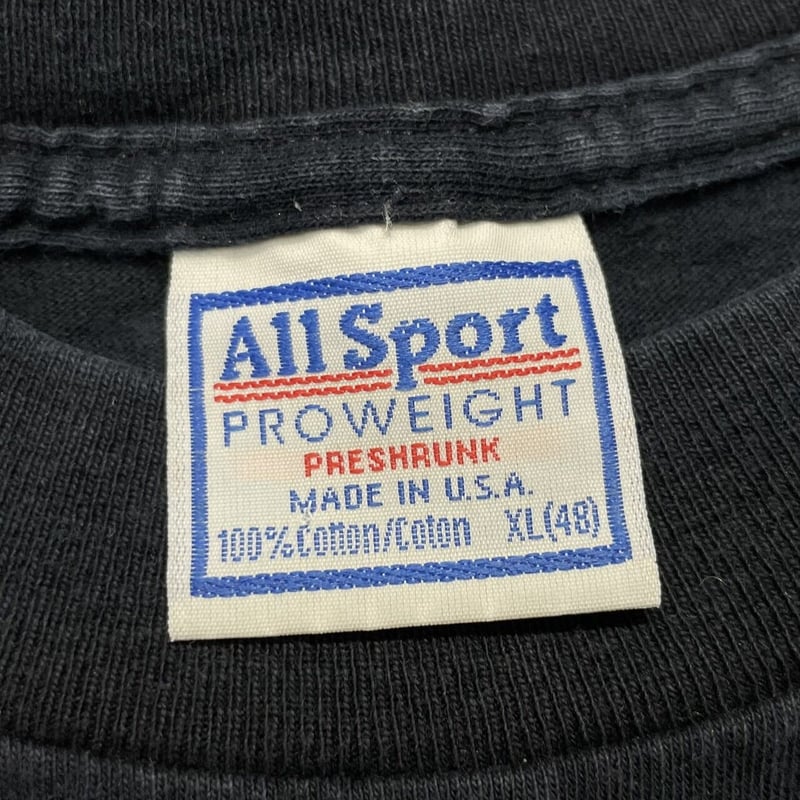 All Sport
PROWEIGHT
PRESHRUNK
MADE IN U.S.A.
100% Cotton/Coton XL(48)